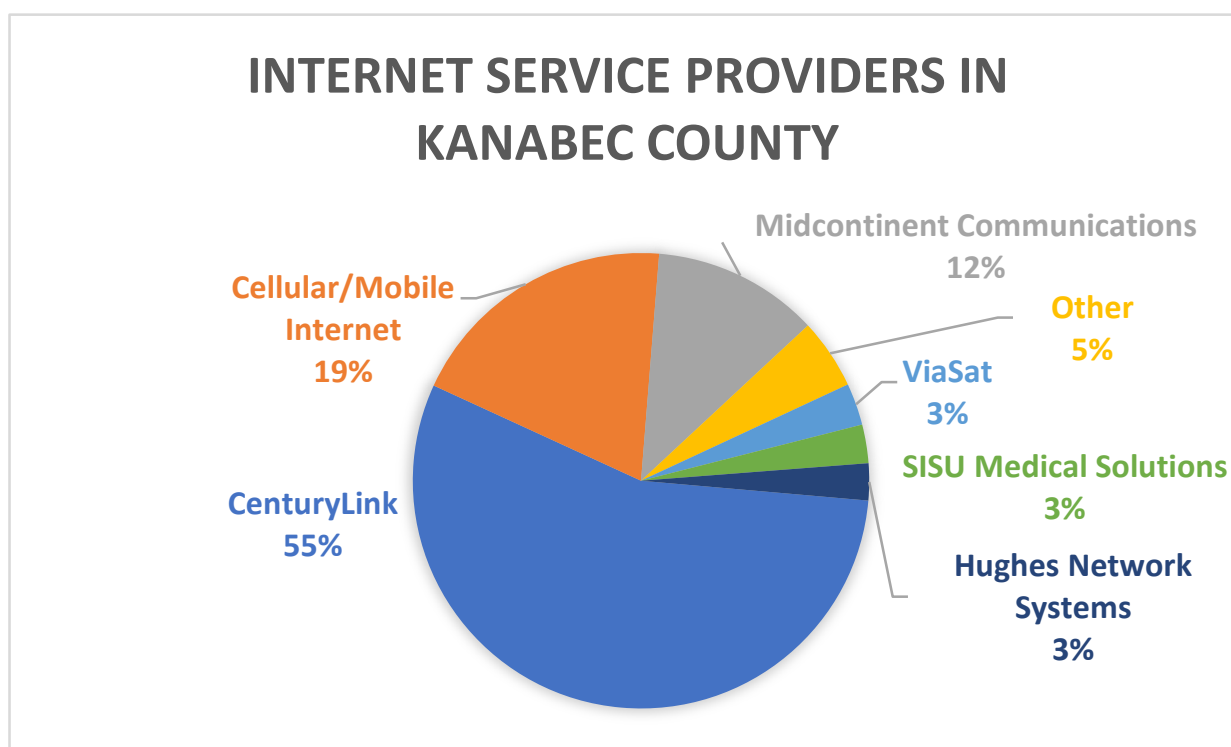 INTERNET SERVICE PROVIDERS IN
KANABEC COUNTY
Midcontinent Communications
12%
Cellular/Mobile
Internet
19%
Other
5%
ViaSat
3%
SISU Medical Solutions
3%
CenturyLink
55%
Hughes Network
Systems
3%